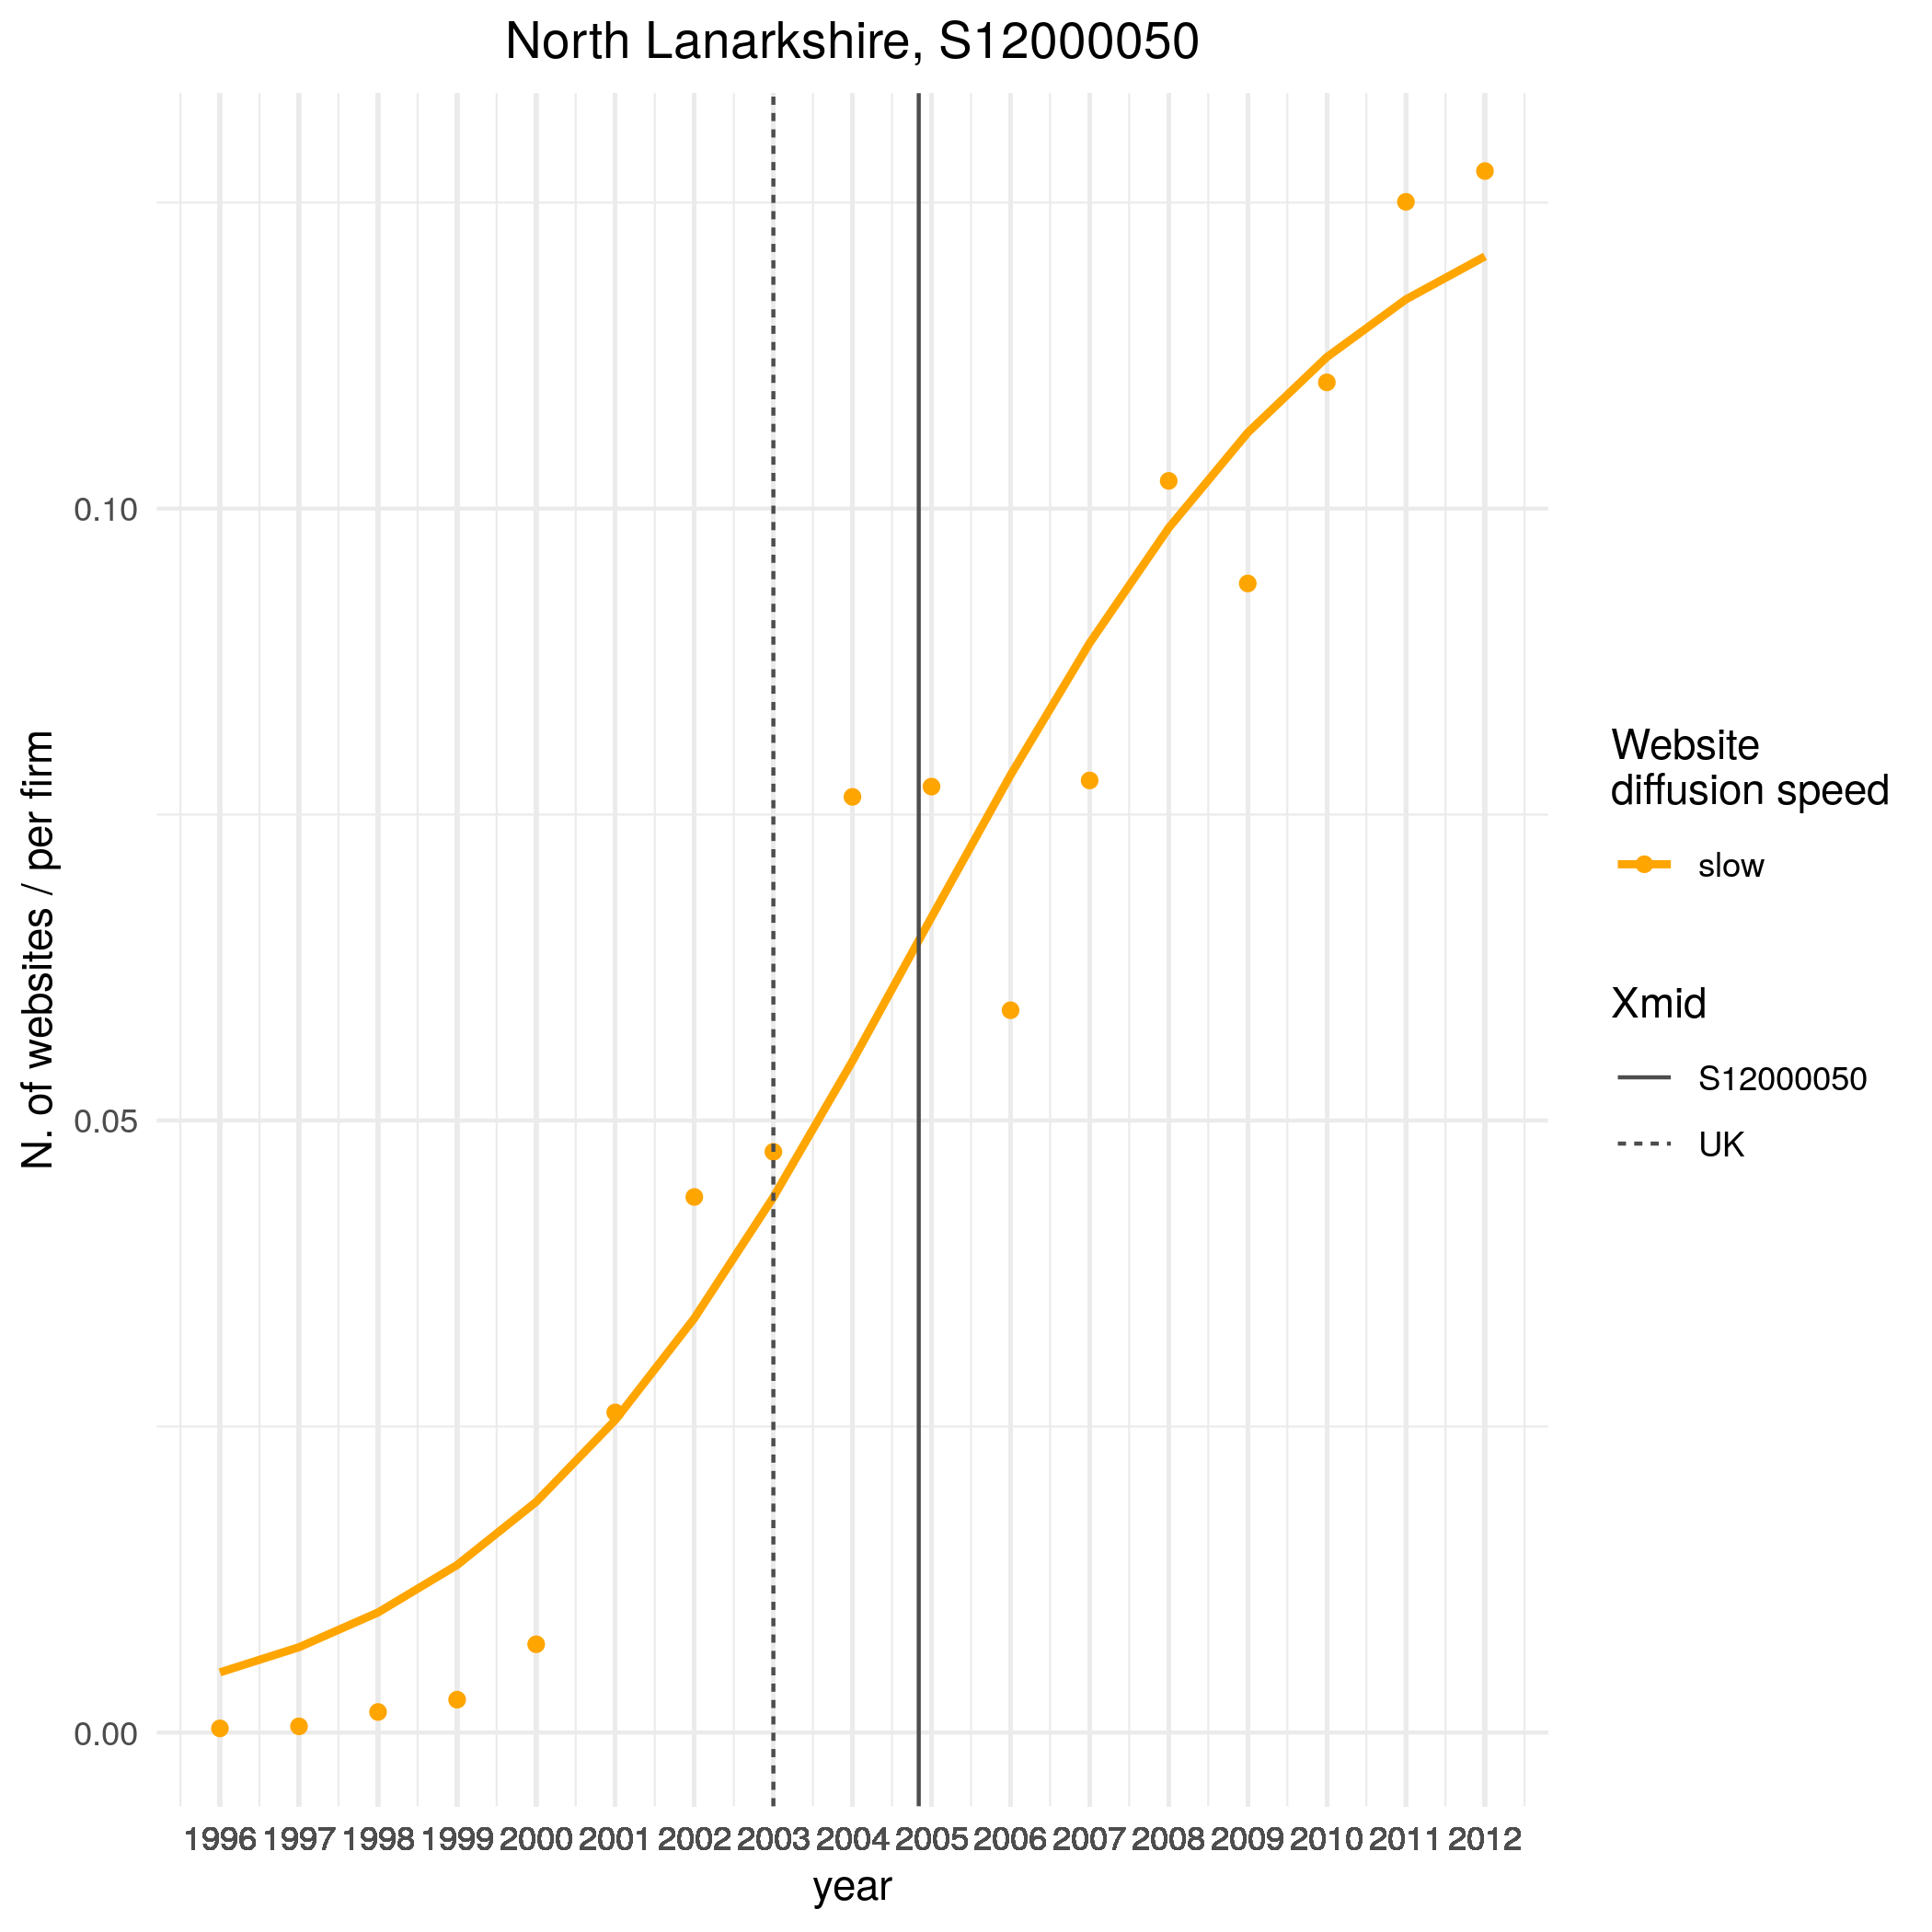 North Lanarkshire, S12000050
N. of websites / per firm
0.10
0.05
0.00
1996 1997 1998 1999 2000 2001 2002 2003 2004 2005 2006 2007 2008 2009 2010 2011 2012
year
Website
diffusion speed
slow
Xmid
S12000050
UK